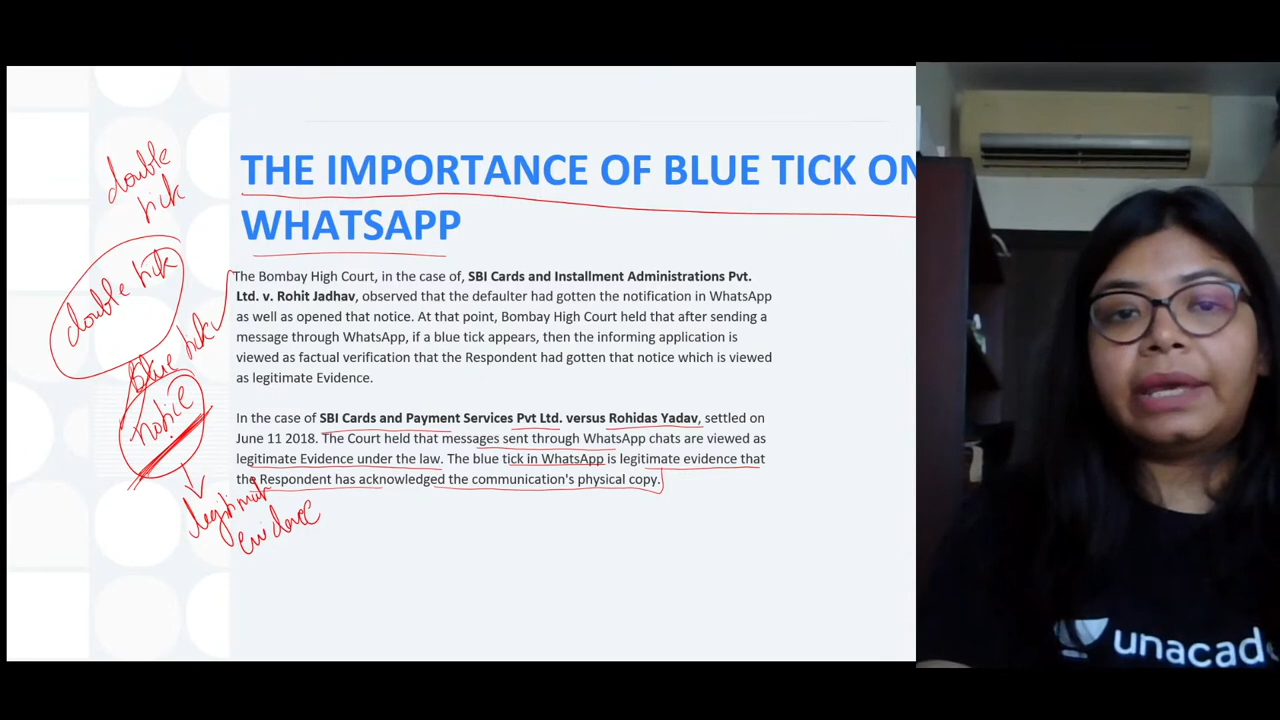 THE IMPORTANCE OF BLUE TICK ON
WHATSAPP
The Bombay High Court, in the case of, SBI Cards and Installment Administrations Pvt.
Ltd. v. Rohit Jadhav, observed that the defaulter had gotten the notification in WhatsApp
as well as opened that notice. At that point, Bombay High Court held that after sending a
message through WhatsApp, if a blue tick appears, then the informing application is
viewed as factual verification that the Respondent had gotten that notice which is viewed
as legitimate Evidence.
In the case of SBI Cards and Payment Services Pvt Ltd. versus Rohidas Yadav, settled on
June 11 2018. The Court held that messages sent through WhatsApp chats are viewed as
legitimate Evidence under the law. The blue tick in WhatsApp is legitimate evidence that
the Respondent has acknowledged the communication's physical copy.
double
tick
double tick
blue tick
notice
legitimate
evidence
unacad